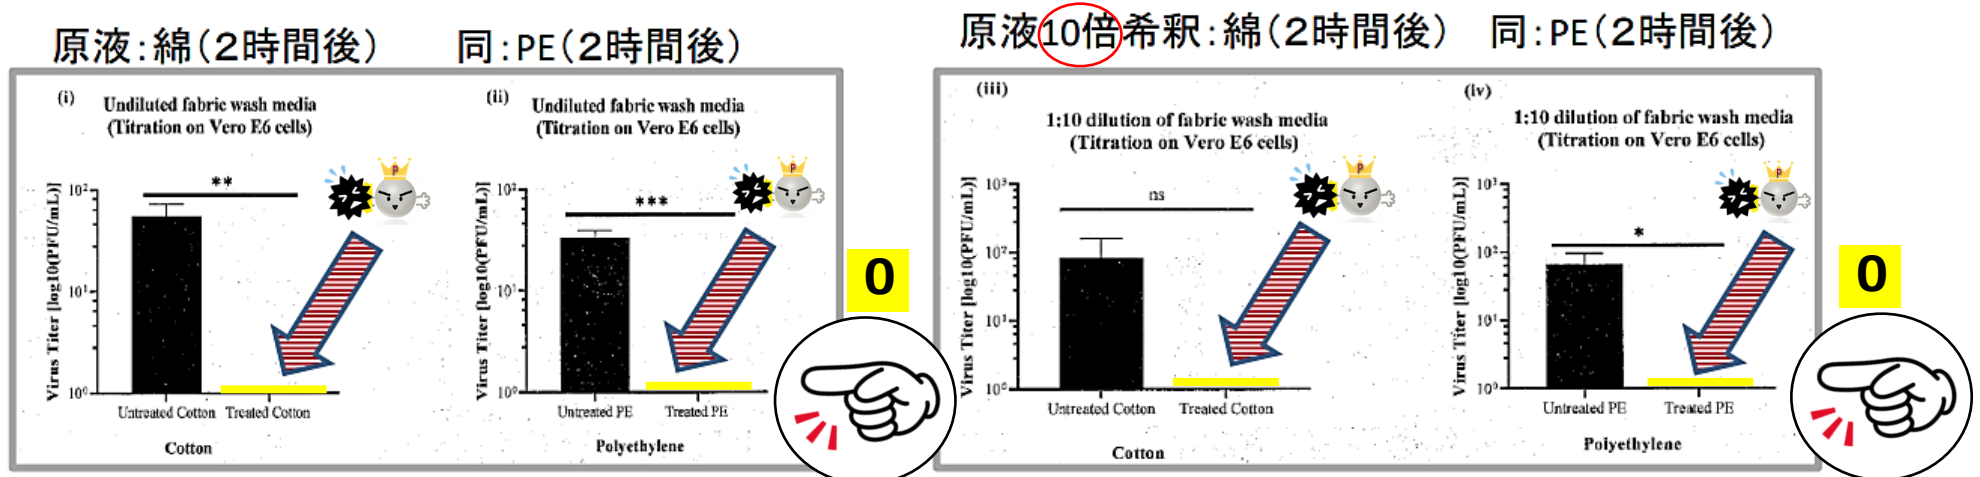 原液：綿（２時間後）
同：PE（２時間後）
(i)
Undiluted fabric wash media
(Titration on Vero E6 cells)
**
P
Virus Titer [log10(PFU/mL)]
10²
10¹
10⁰
Untreated Cotton
Treated Cotton
Cotton
(ii)
Undiluted fabric wash media
(Titration on Vero E6 cells)
***
P
Virus Titer [log10(PFU/mL)]
10²
10¹
10⁰
Untreated PE
Treated PE
Polyethylene
0
原液10倍希釈：綿（２時間後）
同：PE（２時間後）
(iii)
1:10 dilution of fabric wash media
(Titration on Vero E6 cells)
ns
P
Virus Titer [log10(PFU/mL)]
10³
10²
10¹
10⁰
Untreated Cotton
Treated Cotton
Cotton
(iv)
1:10 dilution of fabric wash media
(Titration on Vero E6 cells)
*
P
Virus Titer [log10(PFU/mL)]
10³
10²
10¹
10⁰
Untreated PE
Treated PE
Polyethylene
0